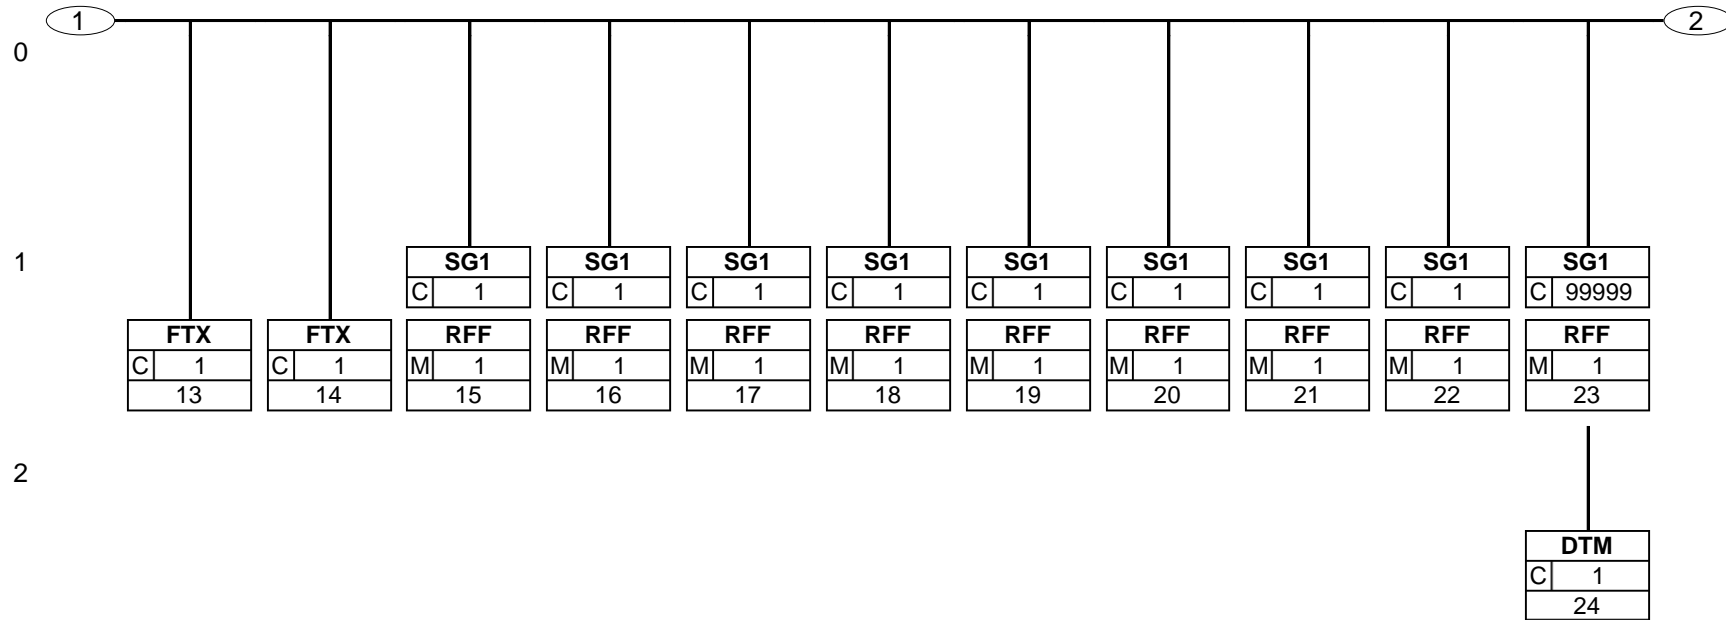 1 2
0
1
SG1 SG1 SG1 SG1 SG1 SG1 SG1 SG1 SG1
C 1 C 1 C 1 C 1 C 1 C 1 C 1 C 1 C 99999
FTX FTX RFF RFF RFF RFF RFF RFF RFF RFF RFF
C 1 C 1 M 1 M 1 M 1 M 1 M 1 M 1 M 1 M 1 M 1
13 14 15 16 17 18 19 20 21 22 23
2
DTM
C 1
24